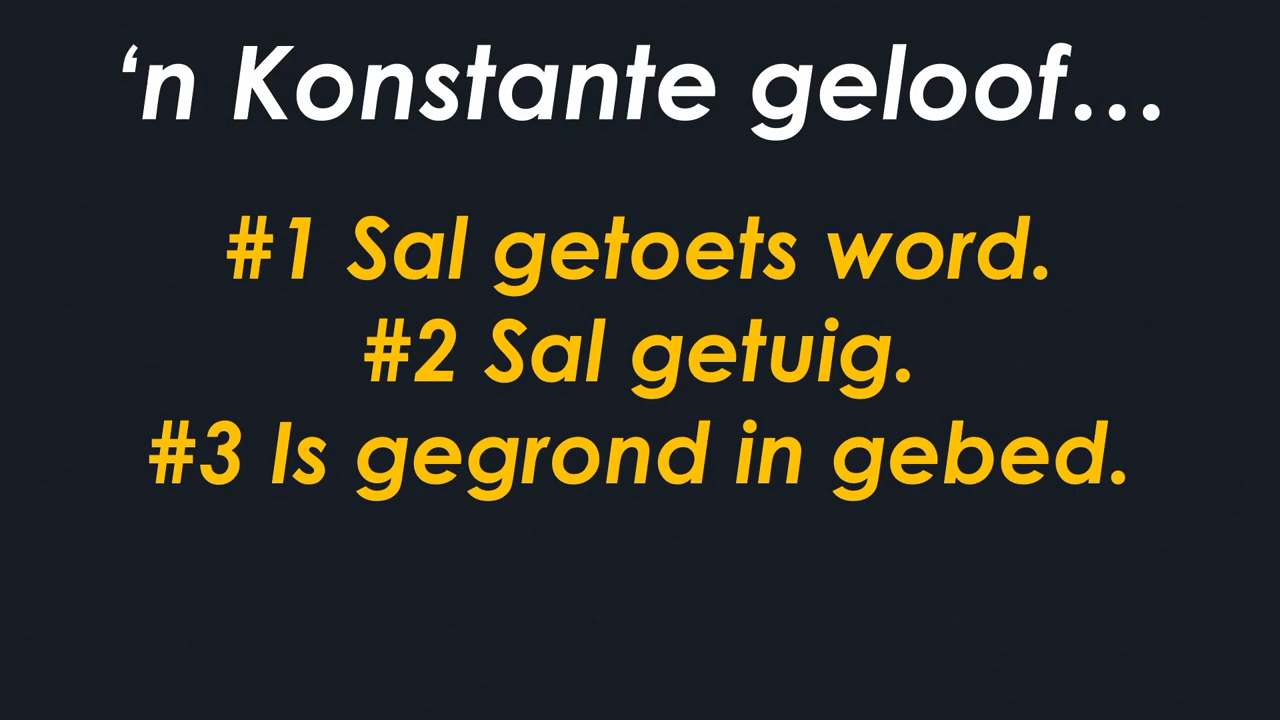 ‘n Konstante geloof…
#1 Sal getoets word.
#2 Sal getuig.
#3 Is gegrond in gebed.